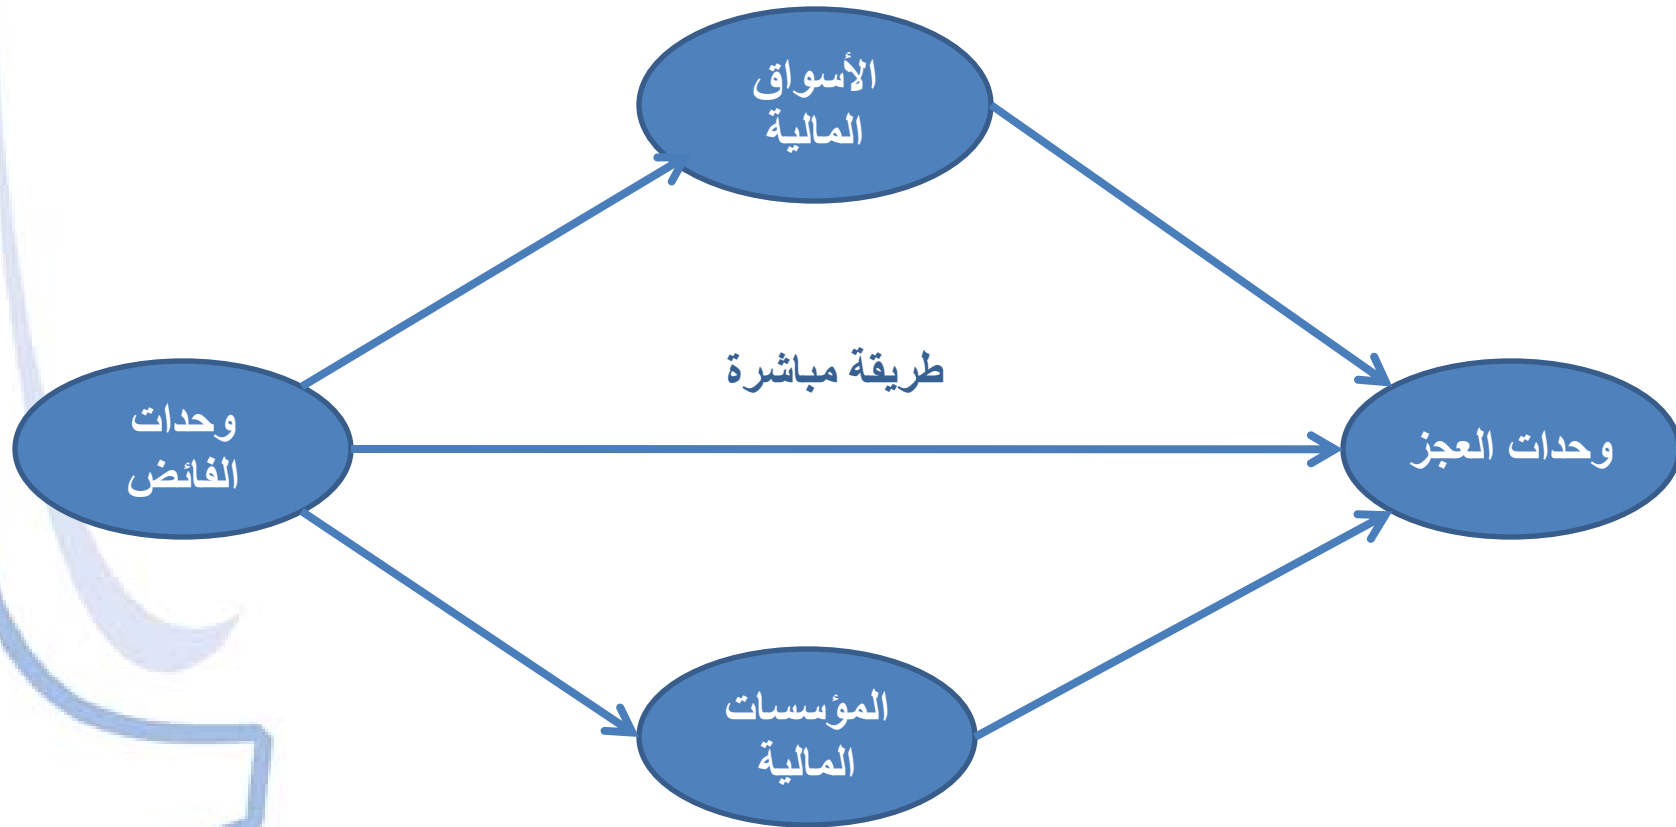 الأسواق
المالية
طريقة مباشرة
وحدات
الفائض
وحدات العجز
المؤسسات
المالية